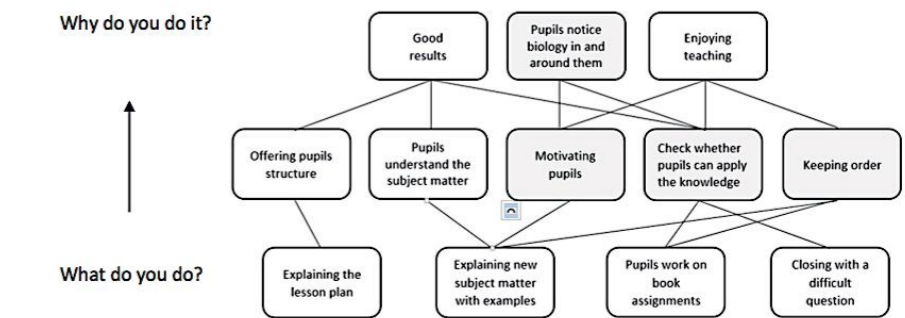 Why do you do it?
Good
results
Pupils notice
biology in and
around them
Enjoying
teaching
Offering pupils
structure
Pupils
understand the
subject matter
Motivating
pupils
Check whether
pupils can apply
the knowledge
Keeping order
What do you do?
Explaining the
lesson plan
Explaining new
subject matter
with examples
Pupils work on
book
assignments
Closing with a
difficult
question